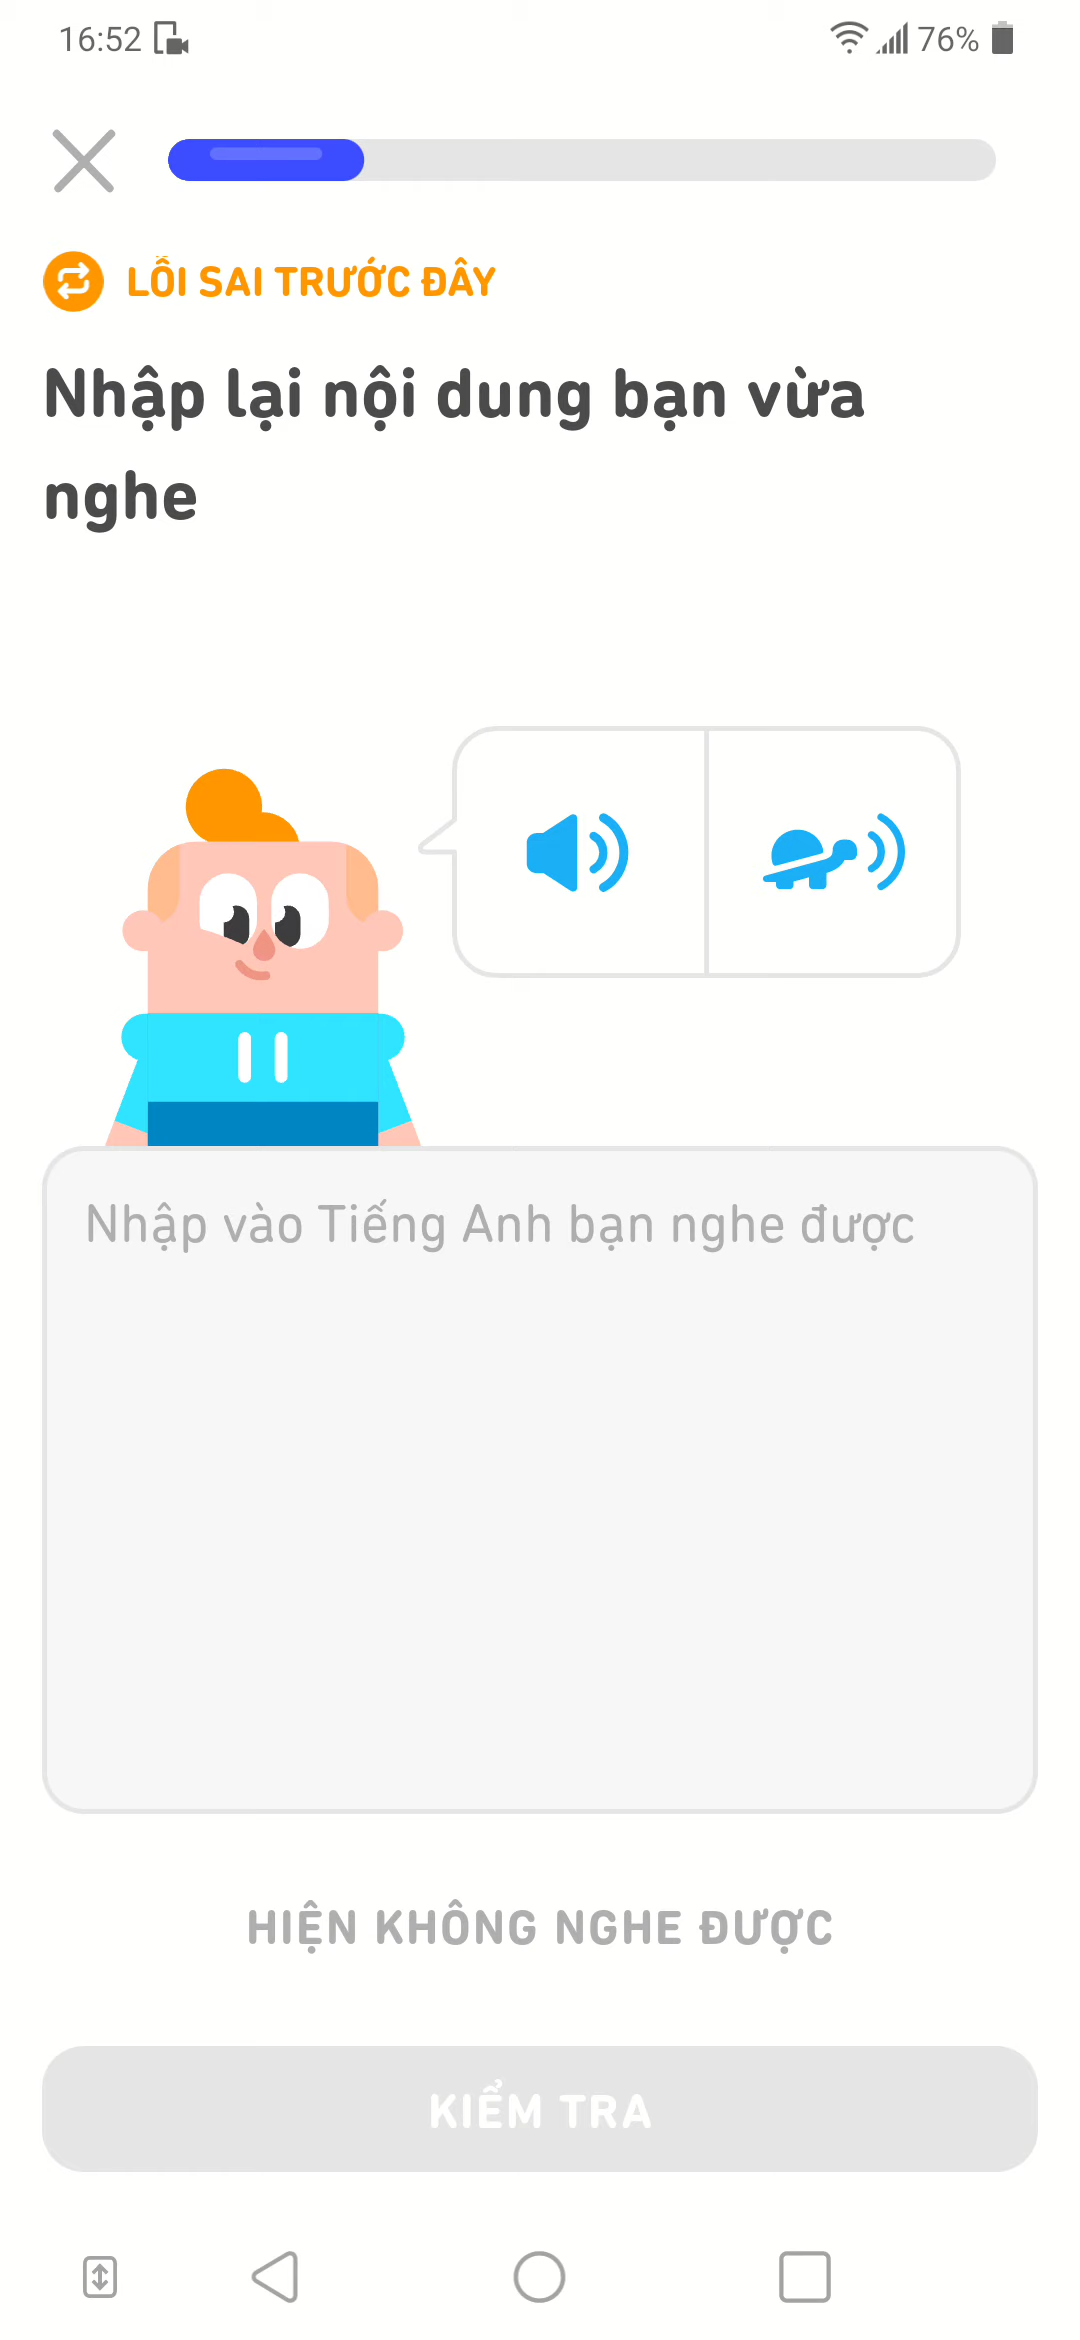 16:52
76%
LỖI SAI TRƯỚC ĐÂY
Nhập lại nội dung bạn vừa
nghe
Nhập vào Tiếng Anh bạn nghe được
HIỆN KHÔNG NGHE ĐƯỢC
KIỂM TRA